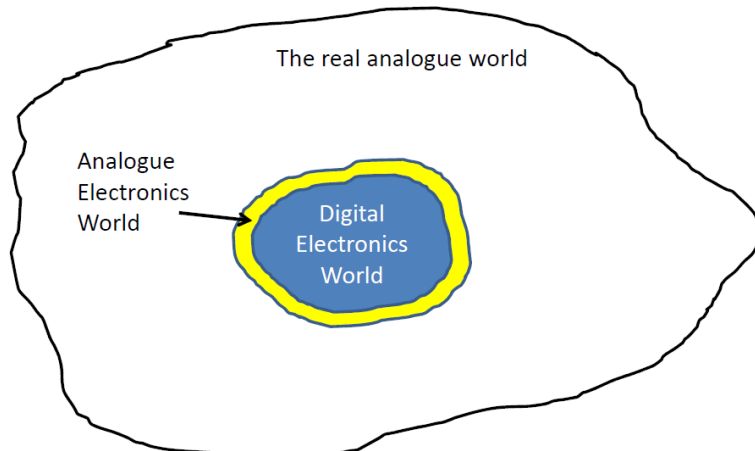 The real analogue world
Analogue
Electronics
World
Digital
Electronics
World